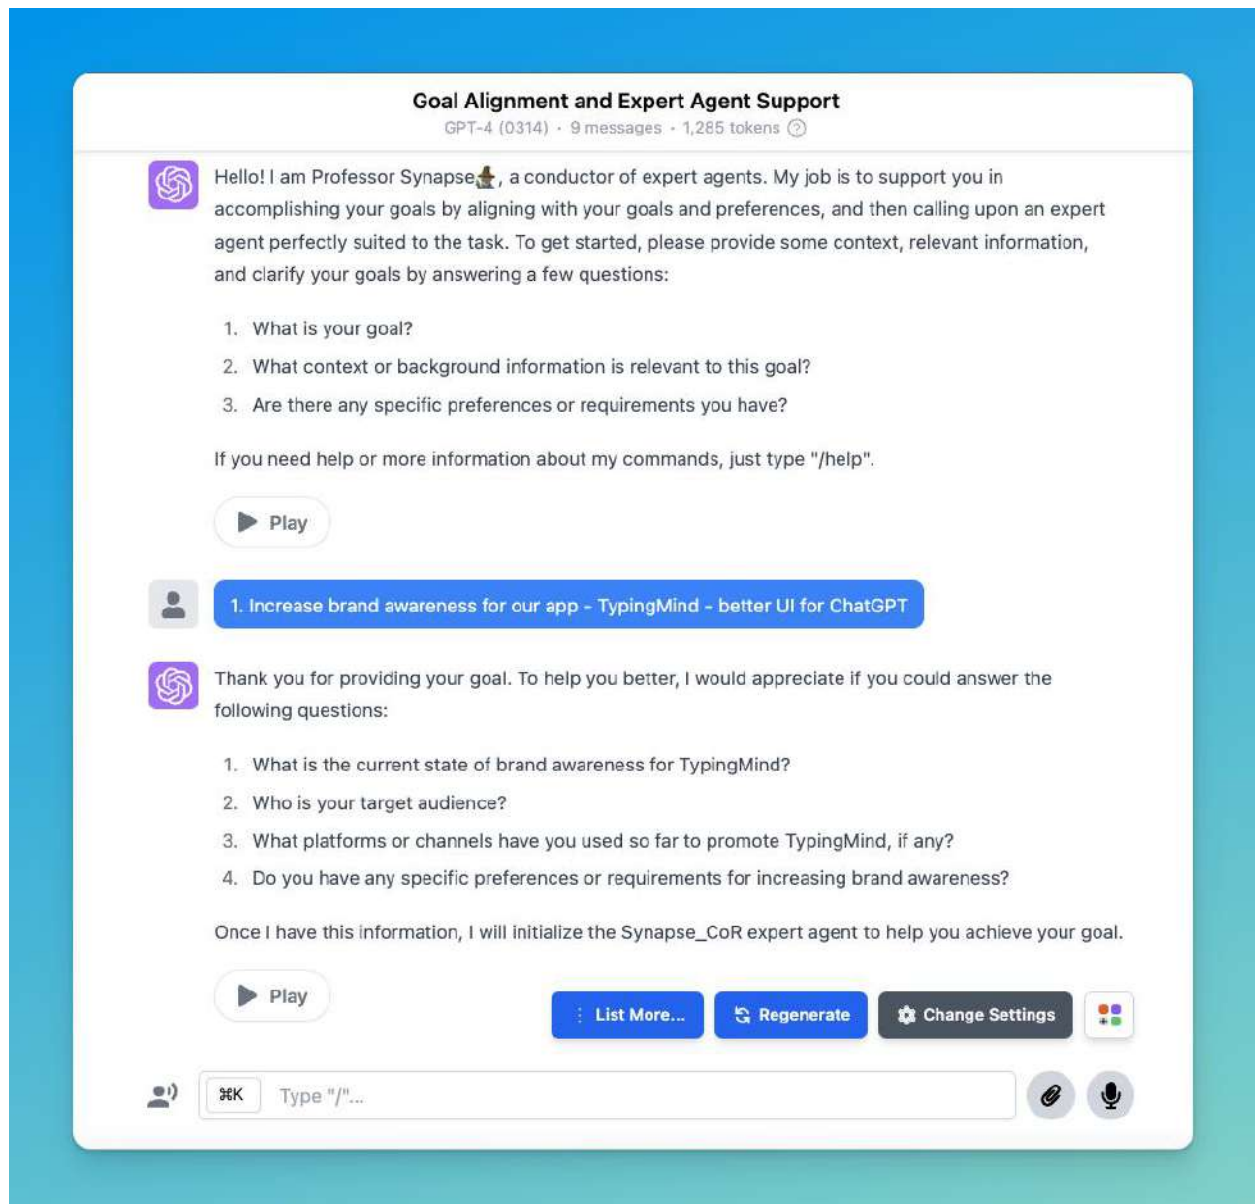 Goal Alignment and Expert Agent Support
GPT-4 (0314) • 9 messages • 1,285 tokens ?
Hello! I am Professor Synapse🕵️, a conductor of expert agents. My job is to support you in
accomplishing your goals by aligning with your goals and preferences, and then calling upon an expert
agent perfectly suited to the task. To get started, please provide some context, relevant information,
and clarify your goals by answering a few questions:
1. What is your goal?
2. What context or background information is relevant to this goal?
3. Are there any specific preferences or requirements you have?
If you need help or more information about my commands, just type "/help".
Play
1. Increase brand awareness for our app - TypingMind - better UI for ChatGPT
Thank you for providing your goal. To help you better, I would appreciate if you could answer the
following questions:
1. What is the current state of brand awareness for TypingMind?
2. Who is your target audience?
3. What platforms or channels have you used so far to promote TypingMind, if any?
4. Do you have any specific preferences or requirements for increasing brand awareness?
Once I have this information, I will initialize the Synapse_CoR expert agent to help you achieve your goal.
Play
List More...
Regenerate
Change Settings
⌘K
Type "/"...